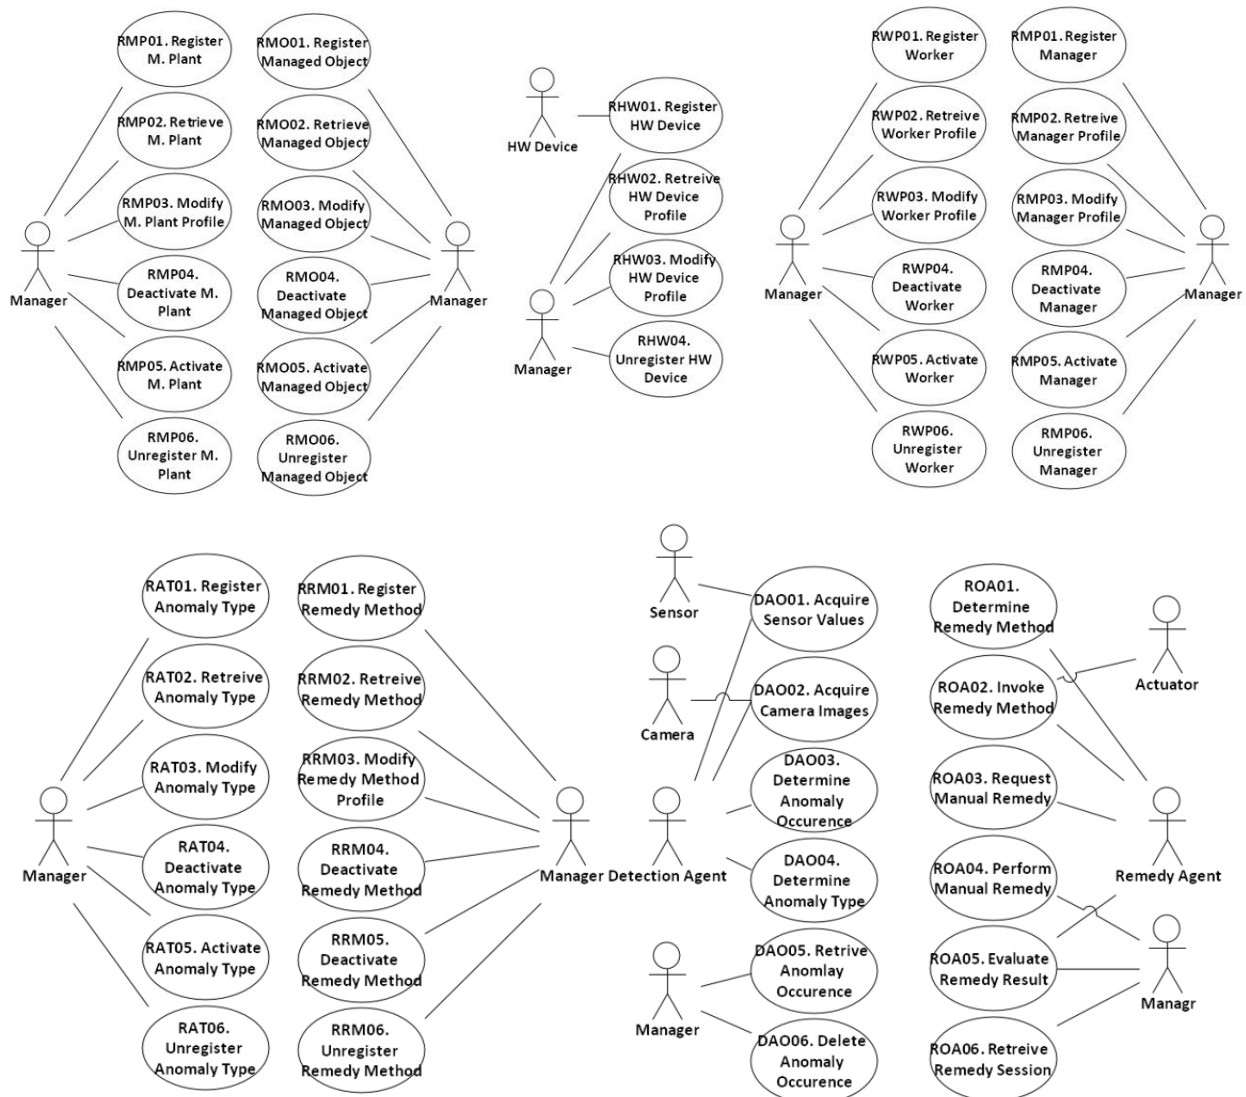 RMP01. Register
M. Plant
RMP02. Retrieve
M. Plant
RMP03. Modify
M. Plant Profile
RMP04.
Deactivate M.
Plant
RMP05. Activate
M. Plant
RMP06.
Unregister M.
Plant
Manager
RMO01. Register
Managed Object
RMO02. Retrieve
Managed Object
RMO03. Modify
Managed Object
RMO04.
Deactivate
Managed Object
RMO05. Activate
Managed Object
RMO06.
Unregister
Managed Object
Manager
HW Device
RHW01. Register
HW Device
RHW02. Retreive
HW Device
Profile
RHW03. Modify
HW Device
Profile
RHW04.
Unregister HW
Device
Manager
RWP01. Register
Worker
RWP02. Retreive
Worker Profile
RWP03. Modify
Worker Profile
RWP04.
Deactivate
Worker
RWP05. Activate
Worker
RWP06.
Unregister
Worker
Manager
RMP01. Register
Manager
RMP02. Retreive
Manager Profile
RMP03. Modify
Manager Profile
RMP04.
Deactivate
Manager
RMP05. Activate
Manager
RMP06.
Unregister
Manager
Manager
RAT01. Register
Anomaly Type
RAT02. Retreive
Anomaly Type
RAT03. Modify
Anomaly Type
RAT04.
Deactivate
Anomaly Type
RAT05. Activate
Anomaly Type
RAT06.
Unregister
Anomaly Type
Manager
RRM01. Register
Remedy Method
RRM02. Retreive
Remedy Method
RRM03. Modify
Remedy Method
Profile
RRM04.
Deactivate
Remedy Method
RRM05.
Deactivate
Remedy Method
RRM06.
Unregister
Remedy Method
Manager
Sensor
Camera
Detection Agent
Manager
DAO01. Acquire
Sensor Values
DAO02. Acquire
Camera Images
DAO03.
Determine
Anomaly
Occurence
DAO04.
Determine
Anomaly Type
DAO05. Retrive
Anomlay
Occurence
DAO06. Delete
Anomaly
Occurence
ROA01.
Determine
Remedy Method
ROA02. Invoke
Remedy Method
ROA03. Request
Manual Remedy
ROA04. Perform
Manual Remedy
ROA05. Evaluate
Remedy Result
ROA06. Retreive
Remedy Session
Actuator
Remedy Agent
Managr